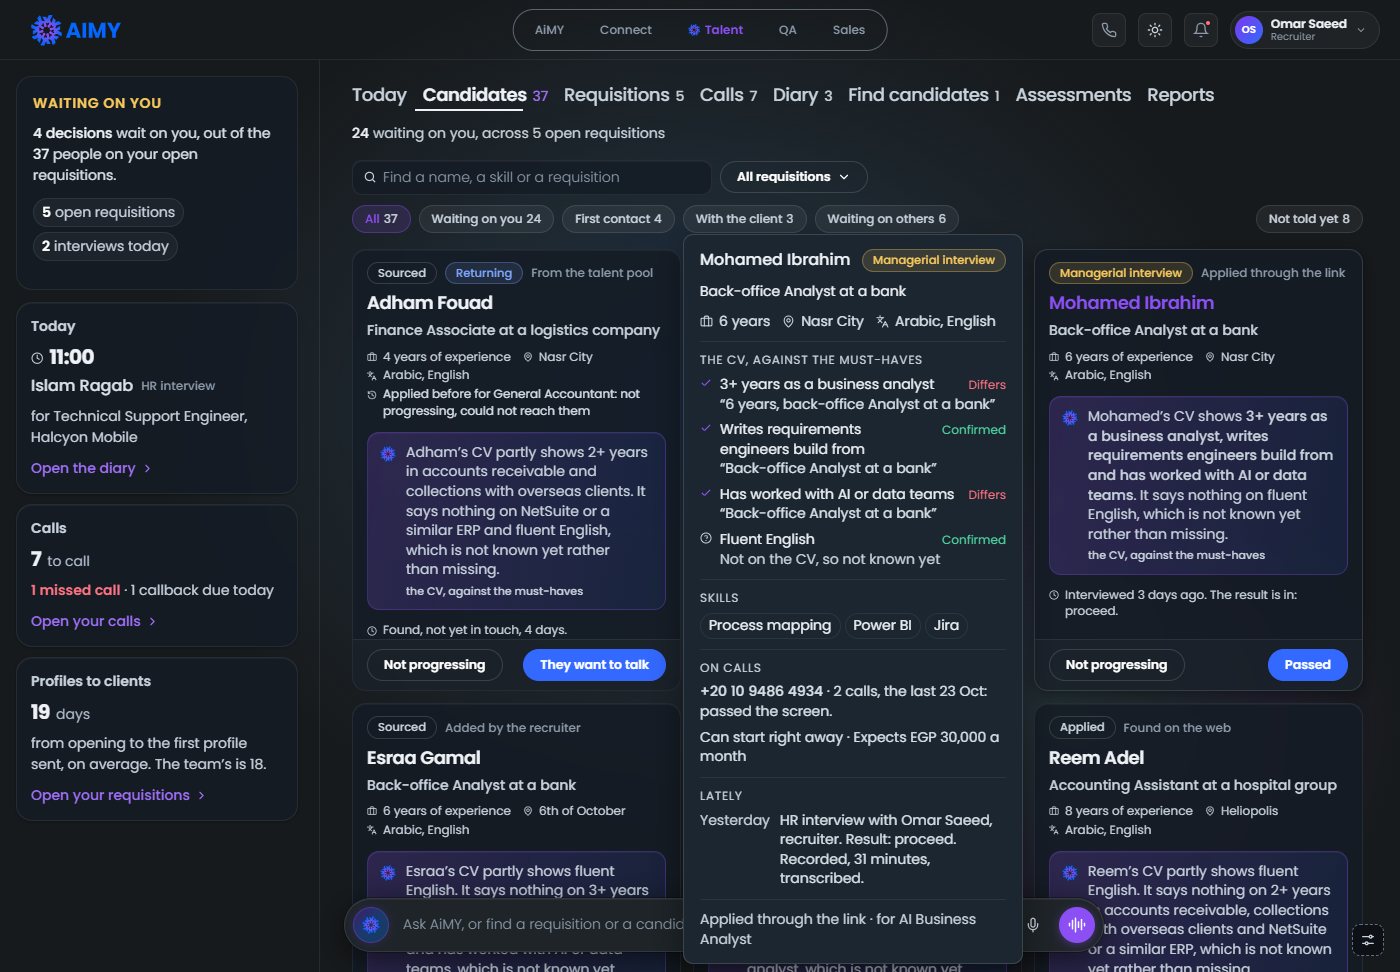 AIMY
AiMY
Connect
Talent
QA
Sales
OS
Omar Saeed
Recruiter
WAITING ON YOU
4 decisions wait on you, out of the
37 people on your open
requisitions.
5 open requisitions
2 interviews today
Today
11:00
Islam Ragab HR interview
for Technical Support Engineer,
Halcyon Mobile
Open the diary
Calls
7 to call
1 missed call · 1 callback due today
Open your calls
Profiles to clients
19 days
from opening to the first profile
sent, on average. The team's is 18.
Open your requisitions
Today
Candidates 37
Requisitions 5
Calls 7
Diary 3
Find candidates 1
Assessments
Reports
24 waiting on you, across 5 open requisitions
Find a name, a skill or a requisition
All requisitions
All 37
Waiting on you 24
First contact 4
With the client 3
Waiting on others 6
Not told yet 8
Sourced
Returning
From the talent pool
Adham Fouad
Finance Associate at a logistics company
4 years of experience
Nasr City
Arabic, English
Applied before for General Accountant: not
progressing, could not reach them
Adham's CV partly shows 2+ years
in accounts receivable and
collections with overseas clients. It
says nothing on NetSuite or a
similar ERP and fluent English,
which is not known yet rather
than missing.
the CV, against the must-haves
Found, not yet in touch, 4 days.
Not progressing
They want to talk
Mohamed Ibrahim
Managerial interview
Back-office Analyst at a bank
6 years
Nasr City
Arabic, English
THE CV, AGAINST THE MUST-HAVES
3+ years as a business analyst
Differs
“6 years, back-office Analyst at a bank”
Writes requirements
Confirmed
engineers build from
“Back-office Analyst at a bank”
Has worked with AI or data teams
Differs
“Back-office Analyst at a bank”
Fluent English
Confirmed
Not on the CV, so not known yet
SKILLS
Process mapping
Power BI
Jira
ON CALLS
+20 10 9486 4934 · 2 calls, the last 23 Oct:
passed the screen.
Can start right away · Expects EGP 30,000 a
month
LATELY
Yesterday
HR interview with Omar Saeed,
recruiter. Result: proceed.
Recorded, 31 minutes,
transcribed.
Applied through the link · for AI Business
Analyst
Managerial interview
Applied through the link
Mohamed Ibrahim
Back-office Analyst at a bank
6 years of experience
Nasr City
Arabic, English
Mohamed's CV shows 3+ years as
a business analyst, writes
requirements engineers build from
and has worked with AI or data
teams. It says nothing on fluent
English, which is not known yet
rather than missing.
the CV, against the must-haves
Interviewed 3 days ago. The result is in:
proceed.
Not progressing
Passed
Sourced
Added by the recruiter
Esraa Gamal
Back-office Analyst at a bank
6 years of experience
6th of October
Arabic, English
Esraa's CV partly shows fluent
English. It says nothing on 3+ years
Ask AiMY, or find a requisition or a candid
teams, which is not known yet
Applied
Found on the web
Reem Adel
Accounting Assistant at a hospital group
8 years of experience
Heliopolis
Arabic, English
Reem's CV partly shows fluent
English. It says nothing on 2+ years
accounts receivable, collections
overseas clients and NetSuite
or a similar ERP, which is not known
yet rather than missing.